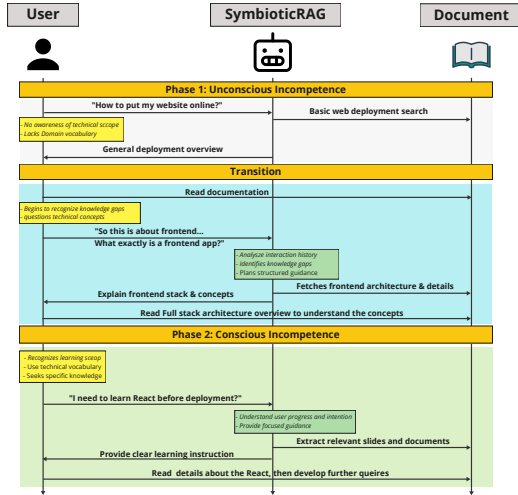 User
SymbioticRAG
Document
Phase 1: Unconscious Incompetence
"How to put my website online?"
Basic web deployment search
- No awareness of technical sccope
- Lacks Domain vocabulary
General deployment overview
Transition
Read documentation
- Begins to recognize knowledge gaps
- questions technical concepts
"So this is about frontend...
What exactly is a frontend app?"
- Analysze interaction history
- Identifies knowledge gaps
- Plans structured guidance
Fetches frontend architecture & details
Explain frontend stack & concepts
Read Full stack architecture overview to understand the concepts
Phase 2: Conscious Incompetence
- Recognizes learning sceop
- Use technical vocabulary
- Seeks specific knowledge
"I need to learn React before deployment?"
- Understand user progress and intention
- Provide focused guidance
Extract relevant slides and documents
Provide clear learning instruction
Read details about the React, then develop further queires